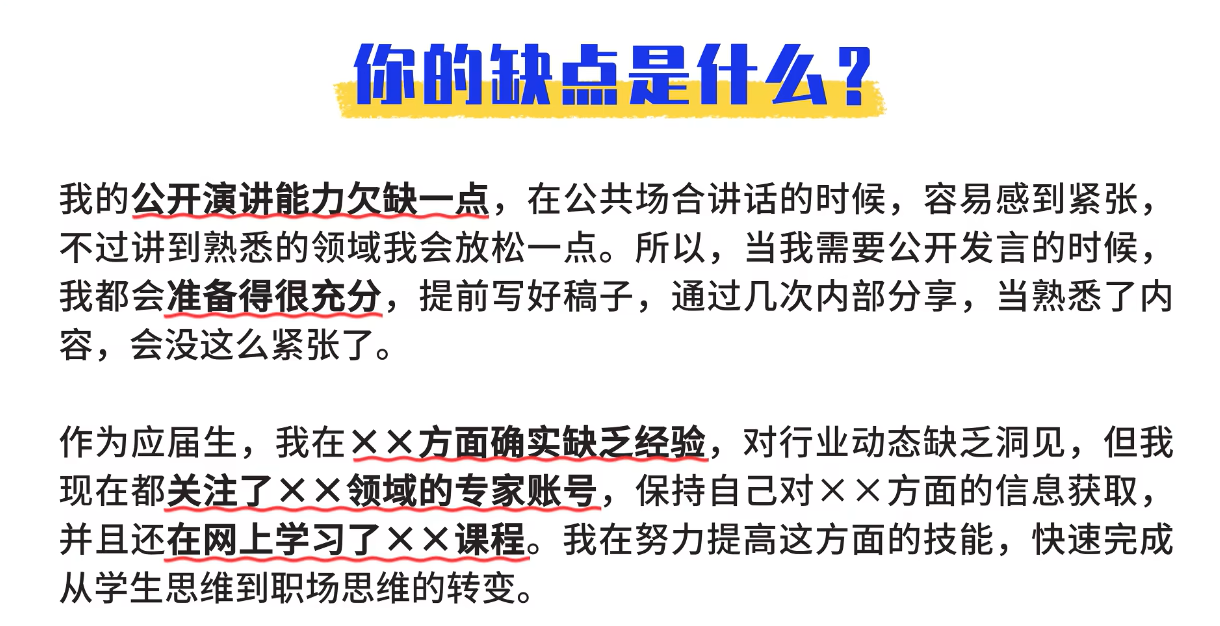 你的缺点是什么?
我的公开演讲能力欠缺一点，在公共场合讲话的时候，容易感到紧张，
不过讲到熟悉的领域我会放松一点。所以，当我需要公开发言的时候，
我都会准备得很充分，提前写好稿子，通过几次内部分享，当熟悉了内
容，会没这么紧张了。
作为应届生，我在××方面确实缺乏经验，对行业动态缺乏洞见，但我
现在都关注了××领域的专家账号，保持自己对××方面的信息获取，
并且还在网上学习了××课程。我在努力提高这方面的技能，快速完成
从学生思维到职场思维的转变。